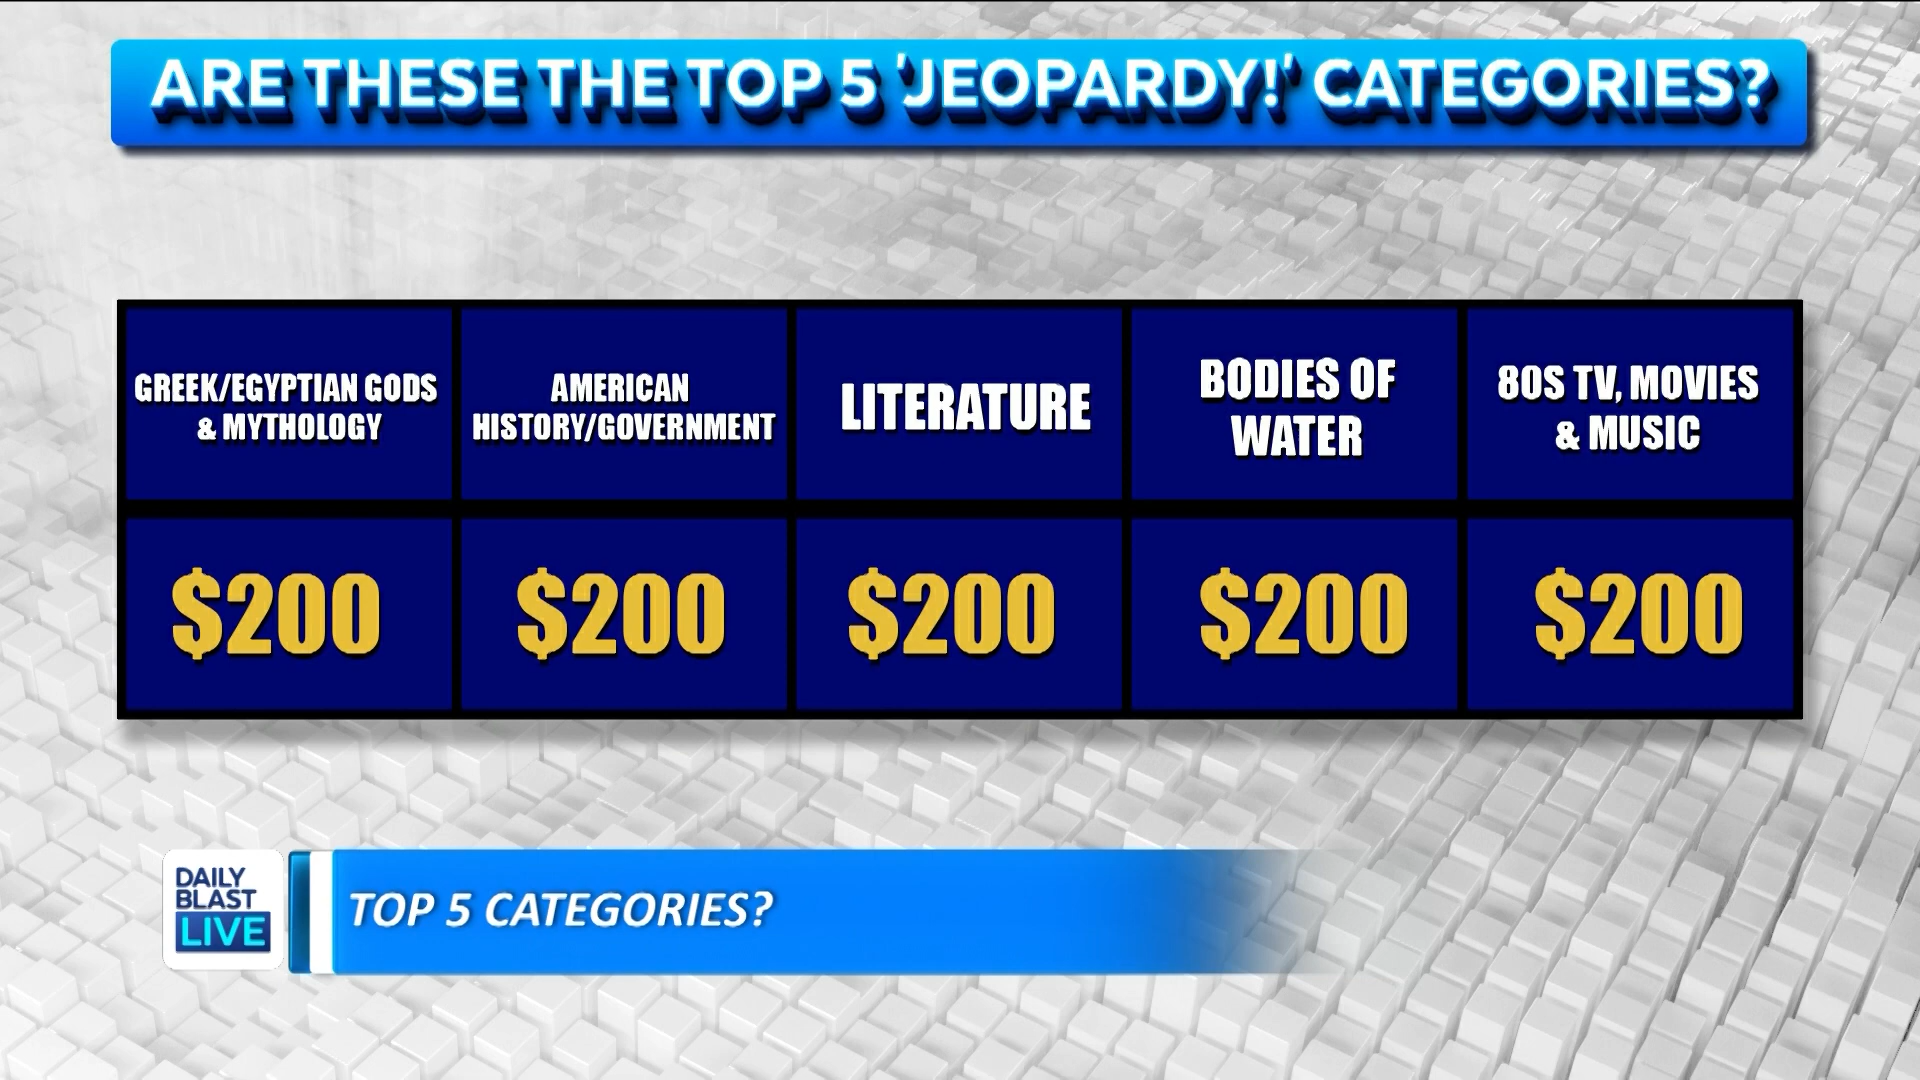 ARE THESE THE TOP 5 'JEOPARDY!' CATEGORIES?
GREEK/EGYPTIAN GODS
& MYTHOLOGY
AMERICAN
HISTORY/GOVERNMENT
LITERATURE
BODIES OF
WATER
80S TV, MOVIES
& MUSIC
$200
$200
$200
$200
$200
DAILY
BLAST
LIVE
TOP 5 CATEGORIES?